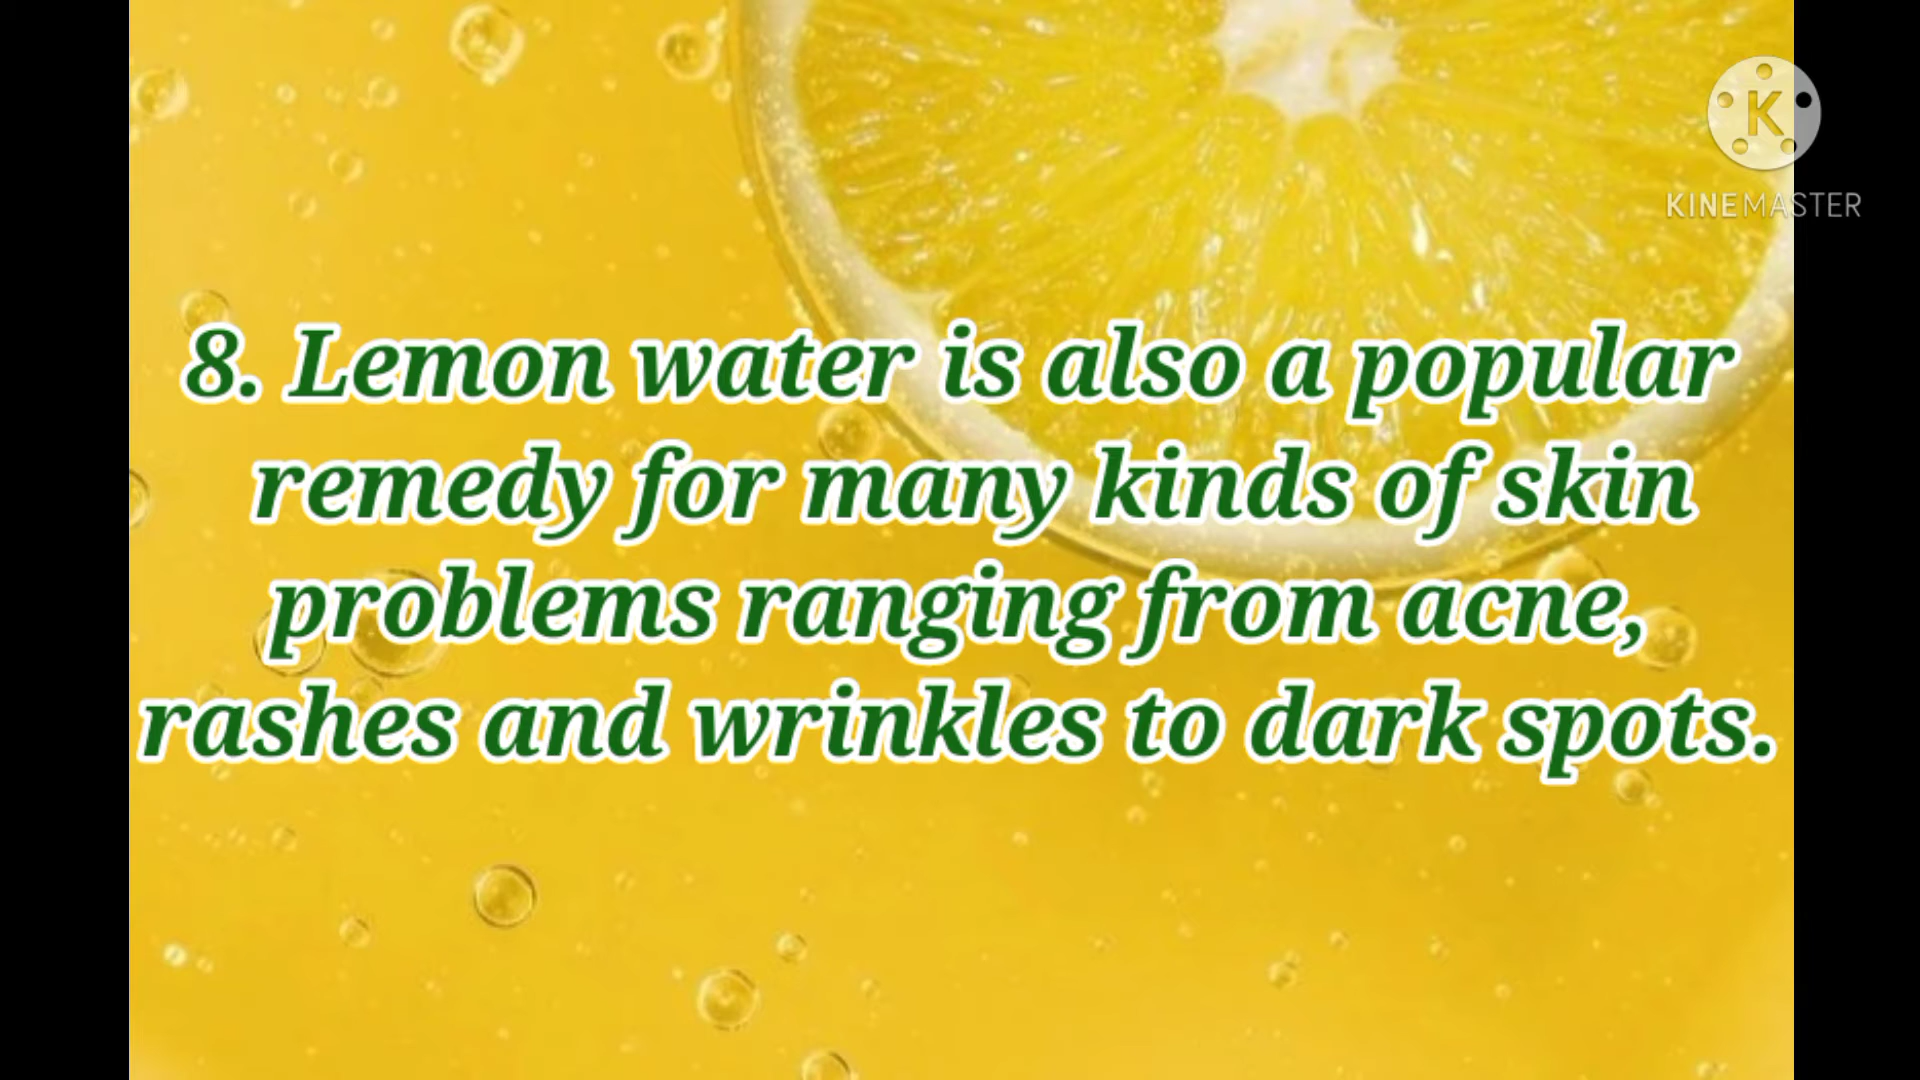 K
KINEMASTER
8. Lemon water is also a popular
remedy for many kinds of skin
problems ranging from acne,
rashes and wrinkles to dark spots.